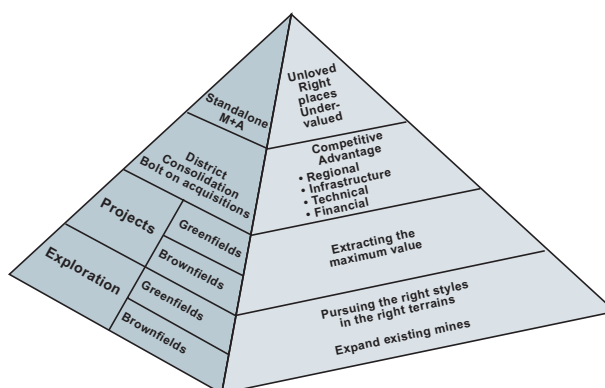 Standalone
M+A
Unloved
Right
places
Under-
valued
District
Consolidation
Bolt on acquisitions
Competitive
Advantage
• Regional
• Infrastructure
• Technical
• Financial
Projects
Greenfields
Brownfields
Extracting the
maximum value
Exploration
Greenfields
Brownfields
Pursuing the right styles
in the right terrains
Expand existing mines